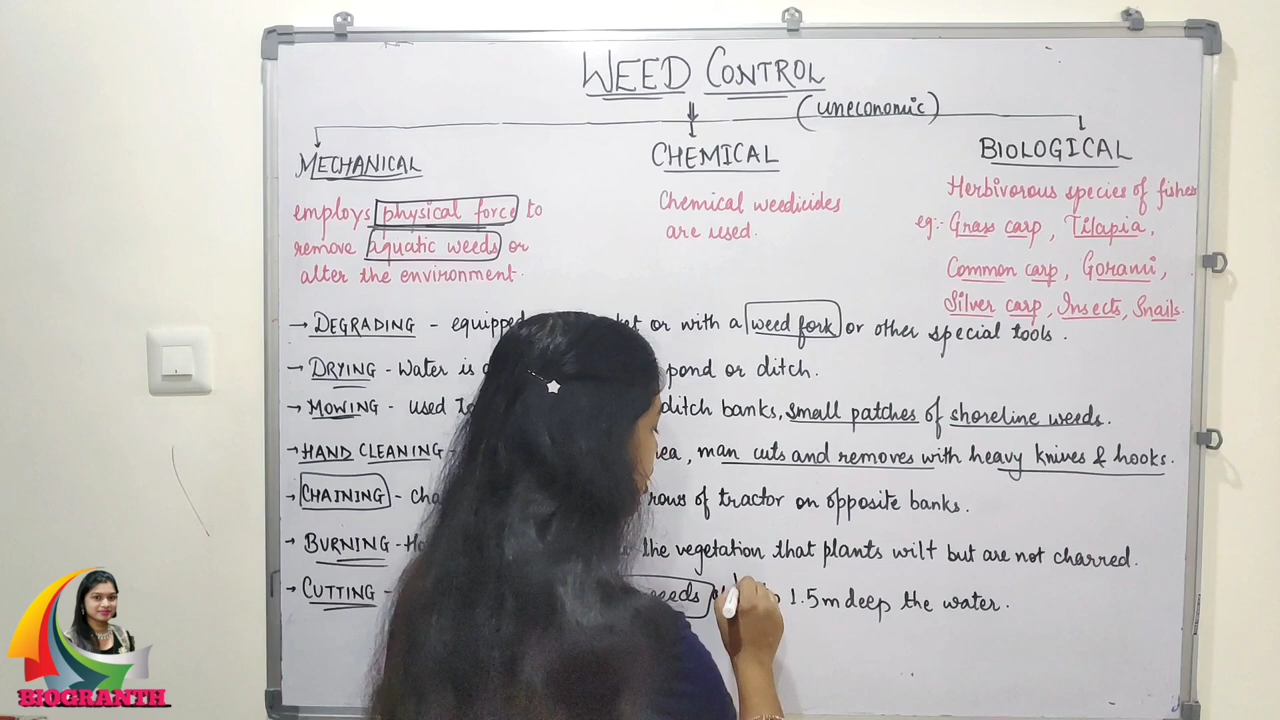 WEED CONTROL
(uneconomic)
MECHANICAL
employs physical force to
remove aquatic weeds or
alter the environment.
CHEMICAL
Chemical weedicides
are used.
BIOLOGICAL
Herbivorous species of fishes
eg:- Grass carp, Tilapia,
Common carp, Gorami,
Silver carp, Insects, Snails.
→ DEGRADING - equipped or with a weed fork or other special tools.
→ DRYING - Water is pond or ditch.
→ MOWING - used ditch banks, small patches of shoreline weeds.
→ HAND CLEANING - man cuts and removes with heavy knives & hooks.
→ CHAINING - rows of tractor on opposite banks.
→ BURNING - the vegetation that plants wilt but are not charred.
→ CUTTING - weeds 1.5m deep the water.
BIOGRANTH